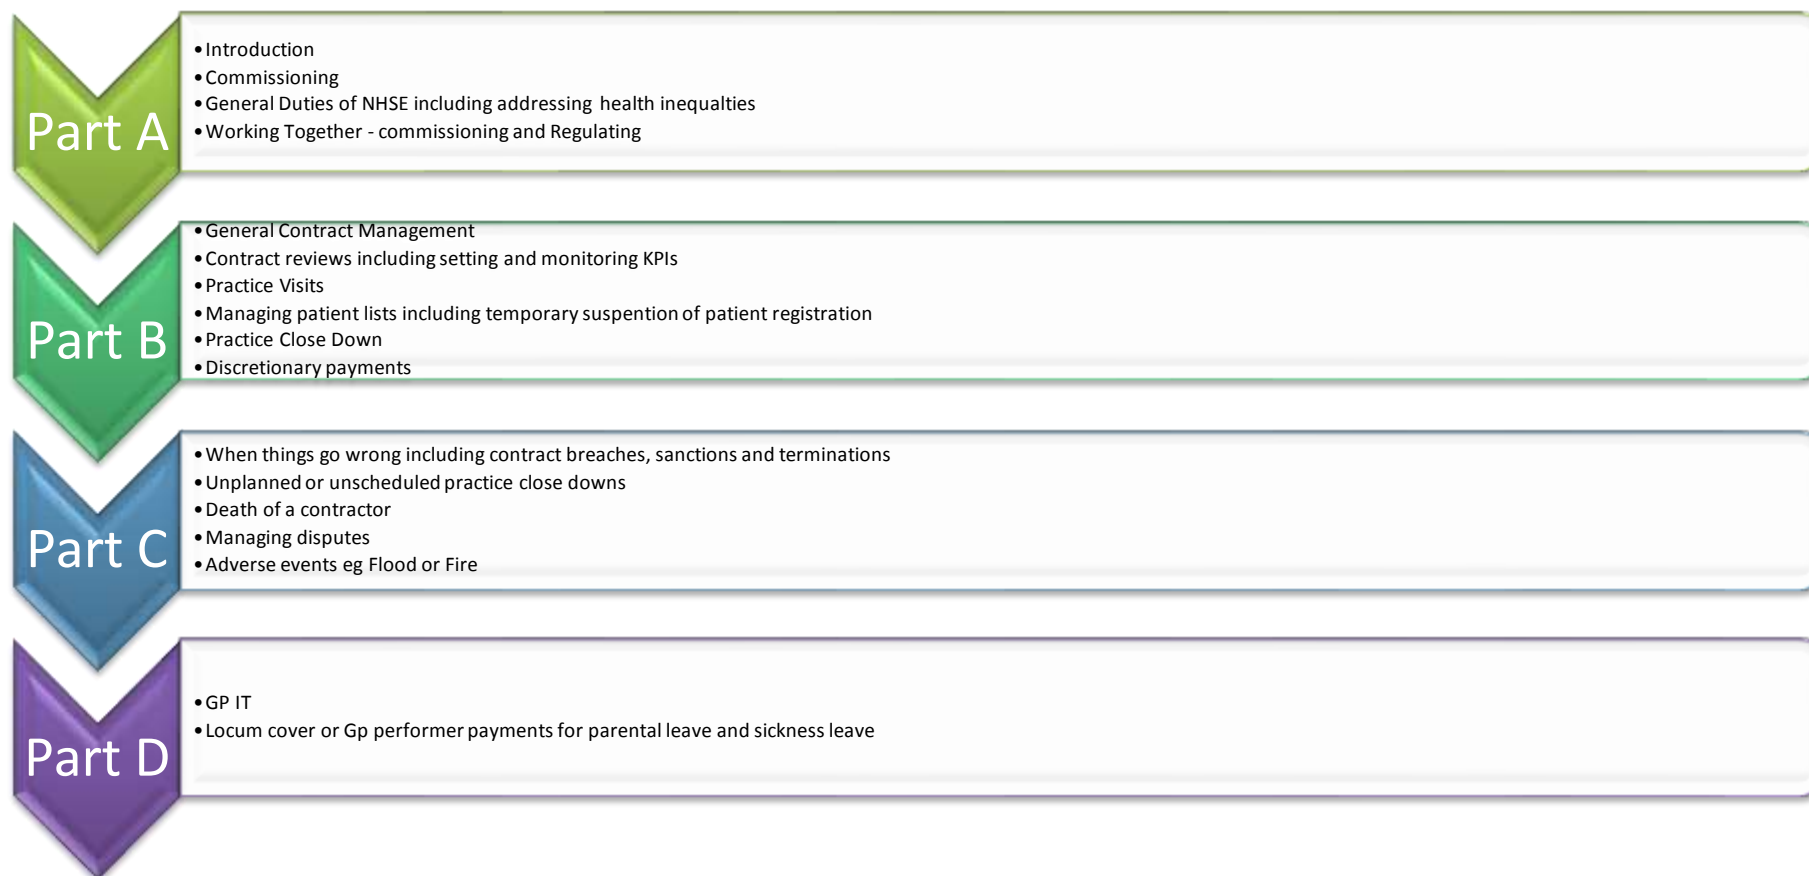 Part A
•Introduction
•Commissioning
•General Duties of NHSE including addressing health inequalties
•Working Together - commissioning and Regulating
Part B
•General Contract Management
•Contract reviews including setting and monitoring KPIs
•Practice Visits
•Managing patient lists including temporary suspention of patient registration
•Practice Close Down
•Discretionary payments
Part C
•When things go wrong including contract breaches, sanctions and terminations
•Unplanned or unscheduled practice close downs
•Death of a contractor
•Managing disputes
•Adverse events eg Flood or Fire
Part D
•GP IT
•Locum cover or Gp performer payments for parental leave and sickness leave